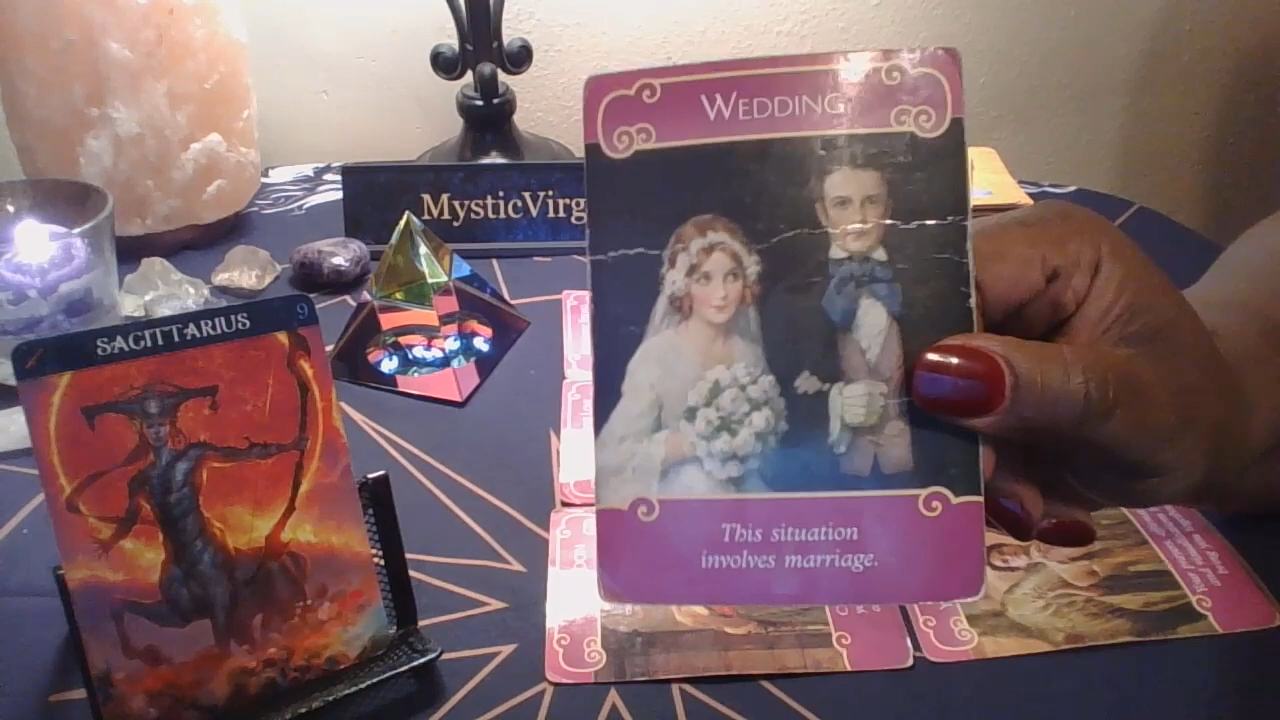 WEDDING
MysticVirg
SAGITTARIUS 9
This situation
involves marriage.